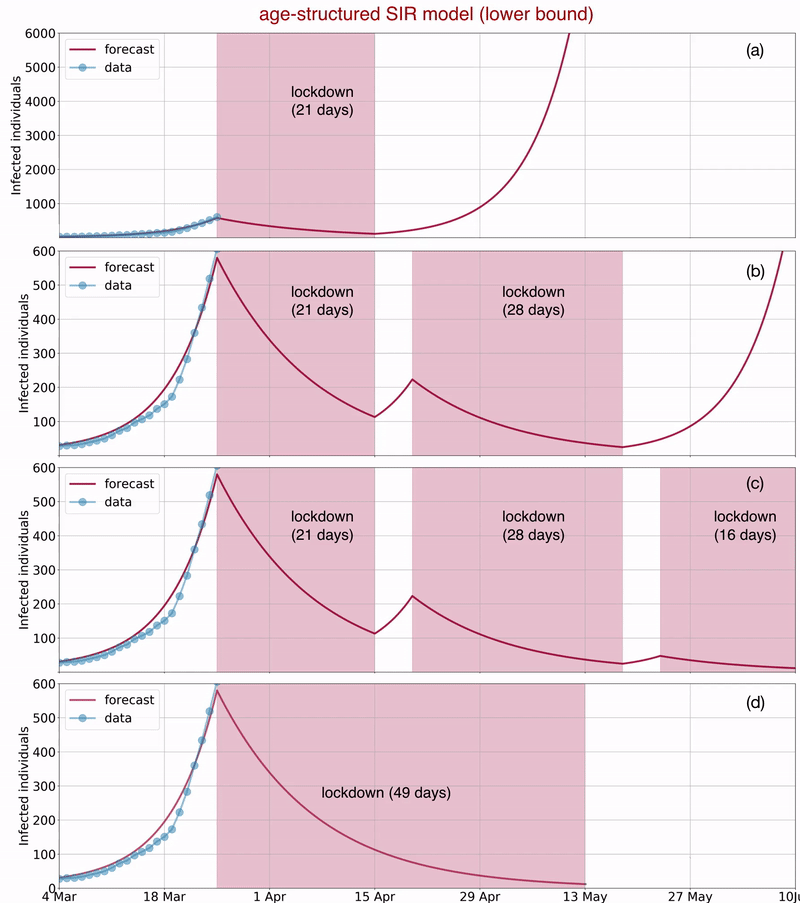 age-structured SIR model (lower bound)
6000
5000
4000
3000
2000
1000
Infected individuals
forecast
data
lockdown
(21 days)
(a)
600
500
400
300
200
100
Infected individuals
forecast
data
lockdown
(21 days)
lockdown
(28 days)
(b)
600
500
400
300
200
100
Infected individuals
forecast
data
lockdown
(21 days)
lockdown
(28 days)
lockdown
(16 days)
(c)
600
500
400
300
200
100
0
Infected individuals
forecast
data
lockdown (49 days)
(d)
4 Mar 18 Mar 1 Apr 15 Apr 29 Apr 13 May 27 May 10